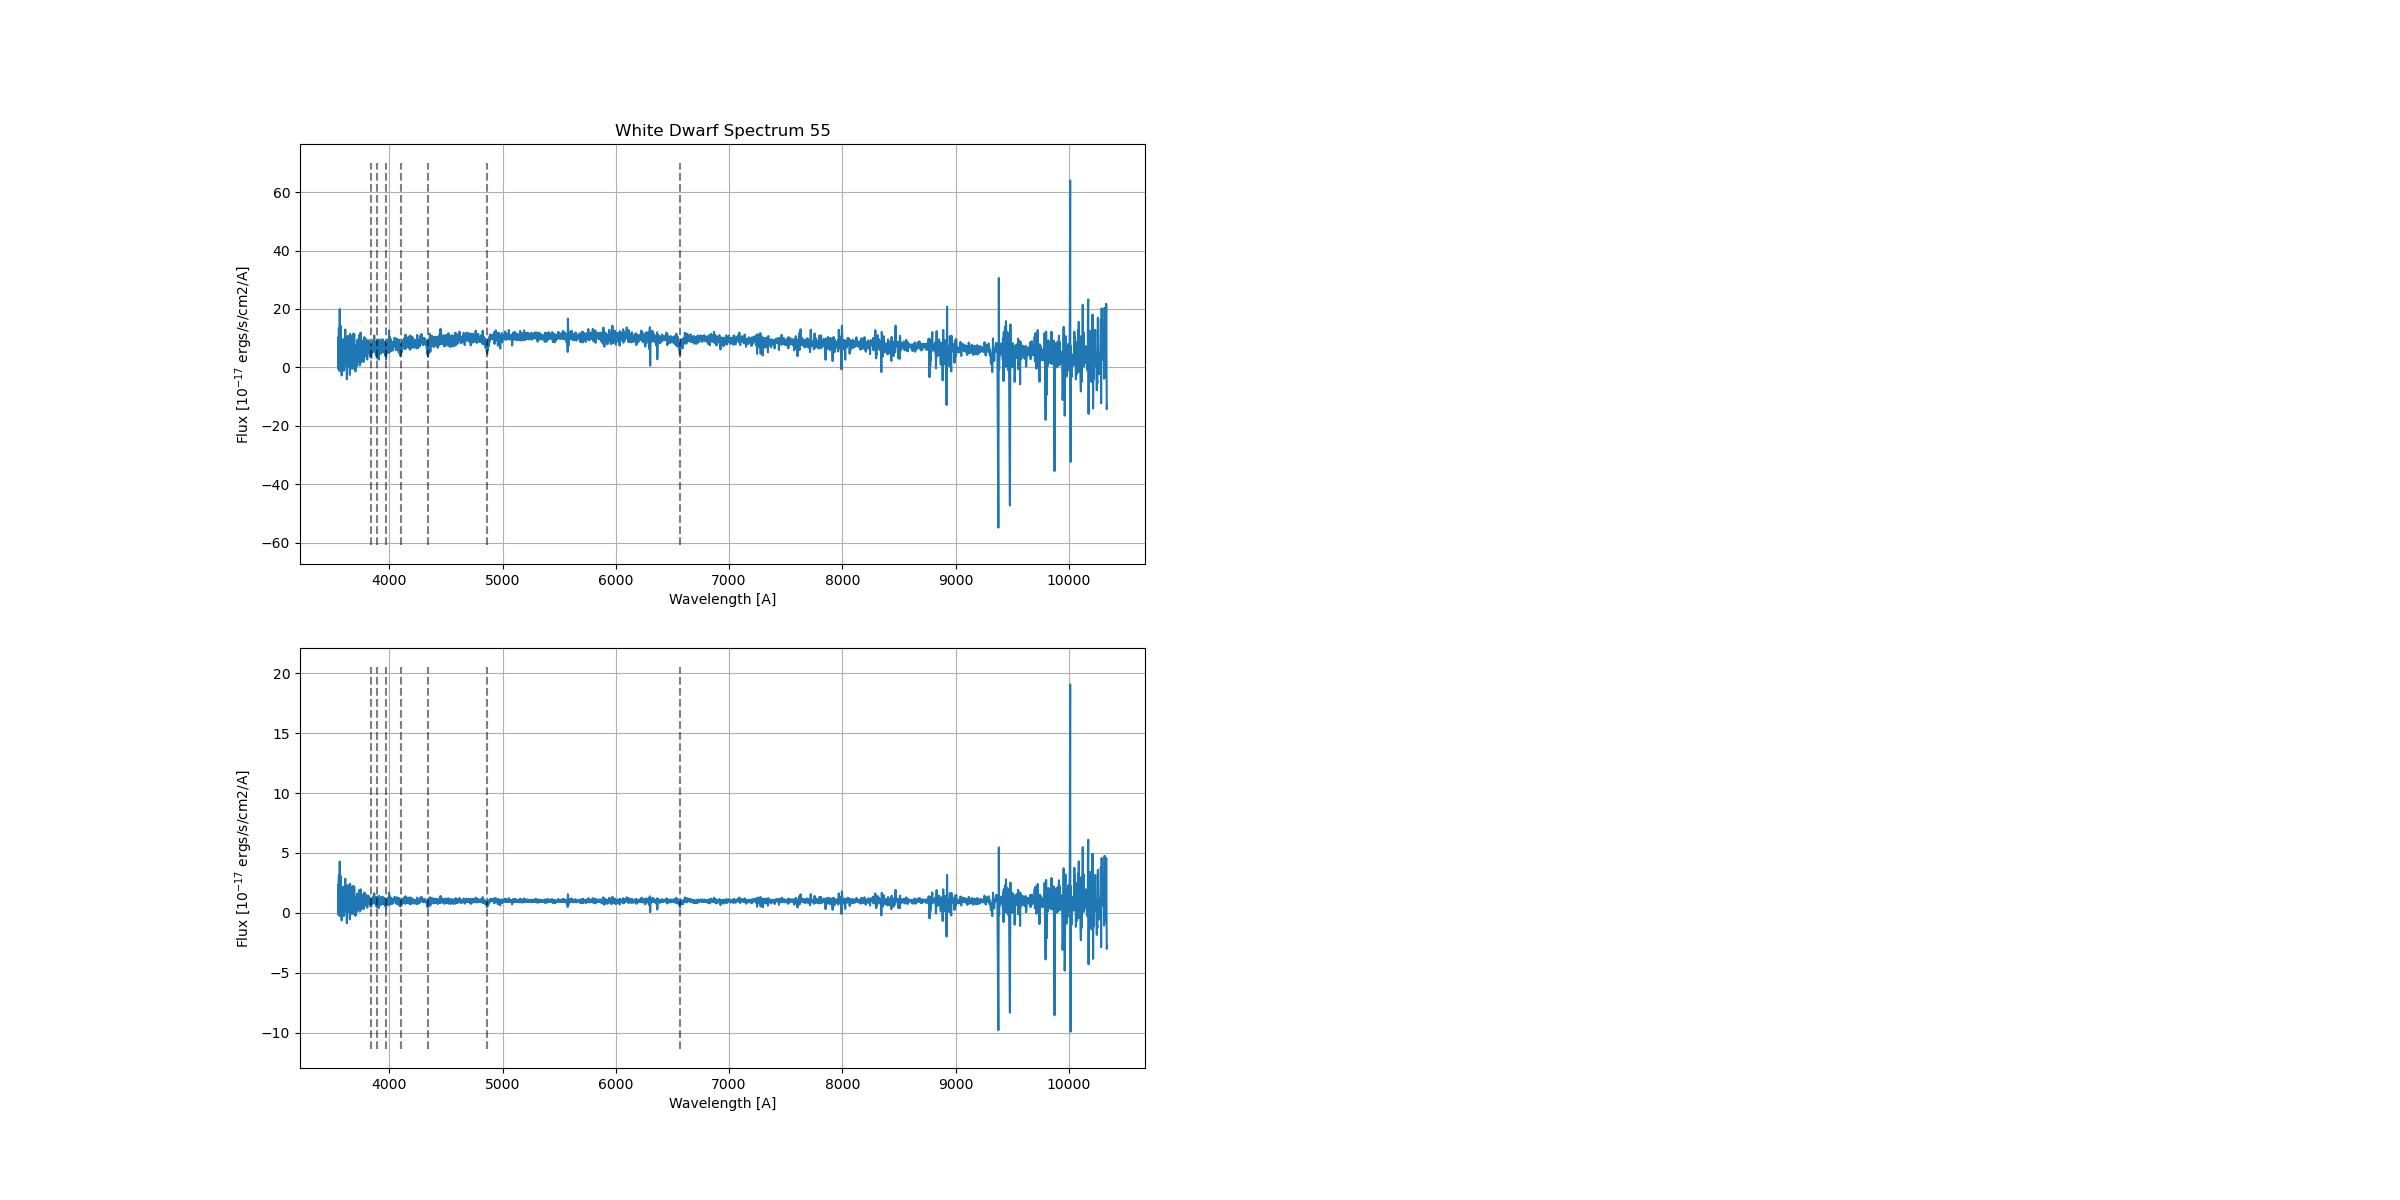 White Dwarf Spectrum 55
Flux [10⁻¹⁷ ergs/s/cm2/A]
60
40
20
0
−20
−40
−60
4000 5000 6000 7000 8000 9000 10000
Wavelength [A]
Flux [10⁻¹⁷ ergs/s/cm2/A]
20
15
10
5
0
−5
−10
4000 5000 6000 7000 8000 9000 10000
Wavelength [A]